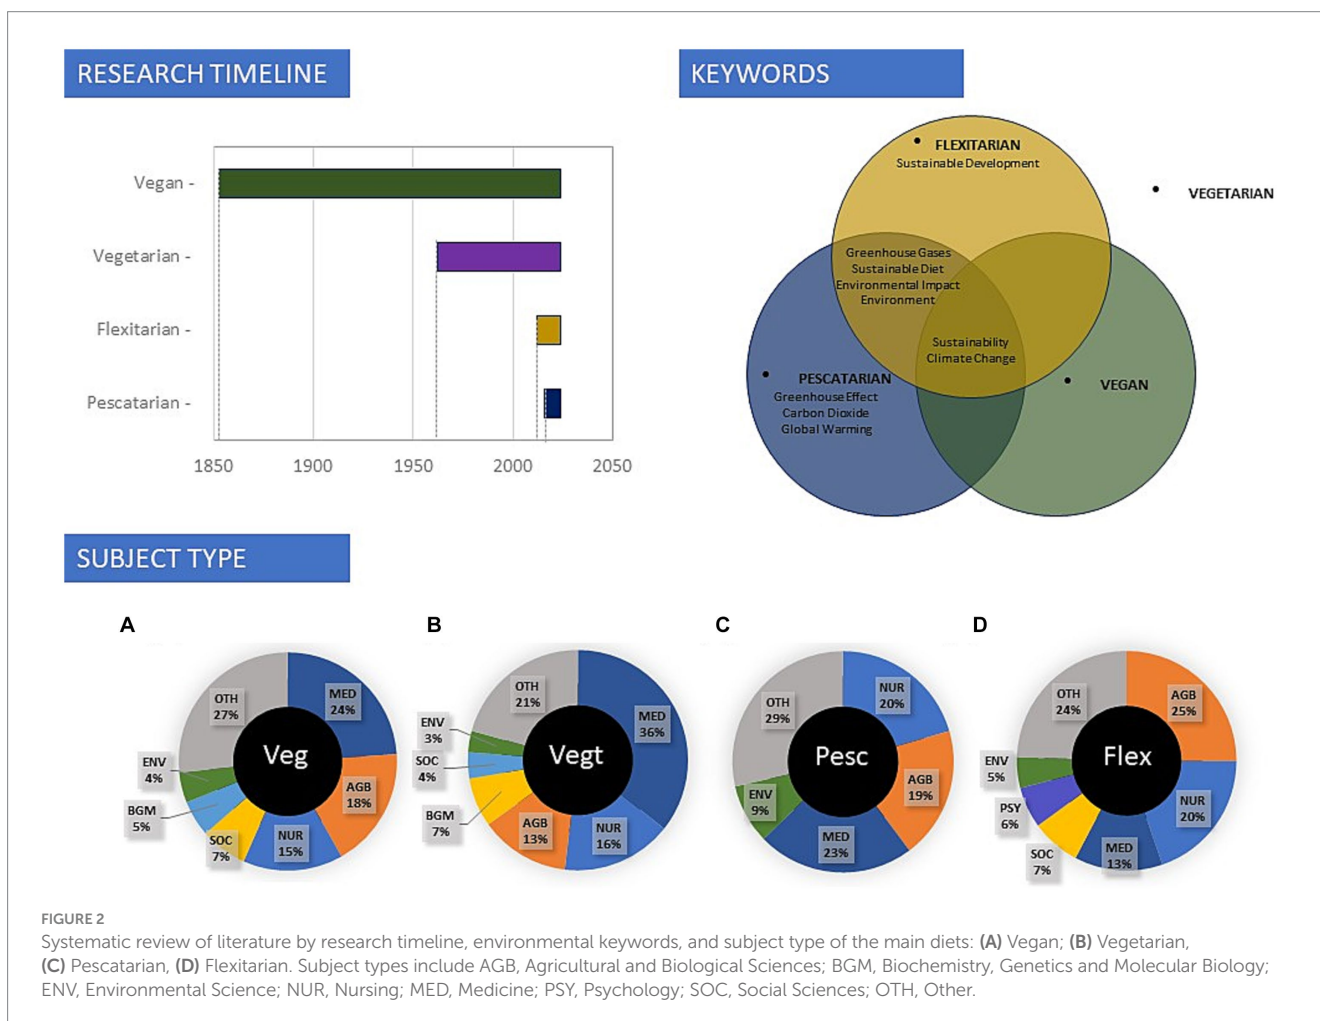 RESEARCH TIMELINE
Vegan -
Vegetarian -
Flexitarian -
Pescatarian -
1850 1900 1950 2000 2050
KEYWORDS
FLEXITARIAN
Sustainable Development
VEGETARIAN
Greenhouse Gases
Sustainable Diet
Environmental Impact
Environment
Sustainability
Climate Change
PESCATARIAN
Greenhouse Effect
Carbon Dioxide
Global Warming
VEGAN
SUBJECT TYPE
A
Veg
MED
24%
AGB
18%
NUR
15%
SOC
7%
BGM
5%
ENV
4%
OTH
27%
B
Vegt
MED
36%
NUR
16%
AGB
13%
BGM
7%
SOC
4%
ENV
3%
OTH
21%
C
Pesc
NUR
20%
AGB
19%
MED
23%
ENV
9%
OTH
29%
D
Flex
AGB
25%
NUR
20%
MED
13%
SOC
7%
PSY
6%
ENV
5%
OTH
24%
FIGURE 2
Systematic review of literature by research timeline, environmental keywords, and subject type of the main diets: (A) Vegan; (B) Vegetarian,
(C) Pescatarian, (D) Flexitarian. Subject types include AGB, Agricultural and Biological Sciences; BGM, Biochemistry, Genetics and Molecular Biology;
ENV, Environmental Science; NUR, Nursing; MED, Medicine; PSY, Psychology; SOC, Social Sciences; OTH, Other.